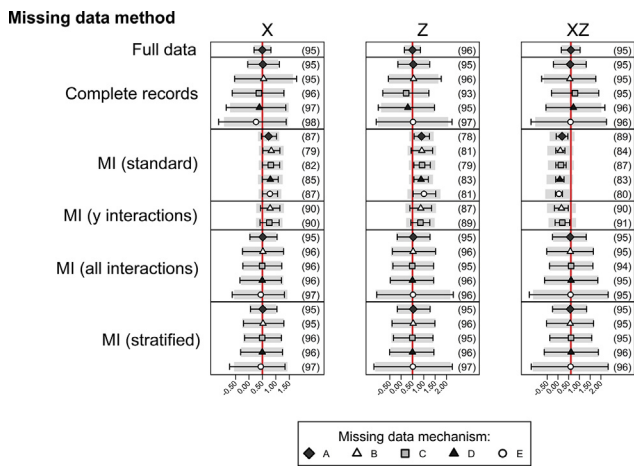 Missing data method
X Z XZ
Full data (95) (96) (95)
(95) (95) (95)
(95) (96) (95)
Complete records (96) (93) (96)
(97) (95) (97)
(98) (97) (96)
(87) (78) (89)
(79) (81) (84)
MI (standard) (82) (79) (87)
(85) (83) (83)
(87) (81) (80)
MI (y interactions) (90) (87) (90)
(90) (89) (91)
(95) (95) (95)
(96) (96) (95)
MI (all interactions) (96) (95) (94)
(96) (96) (95)
(97) (96) (95)
(95) (95) (95)
(95) (96) (95)
MI (stratified) (96) (95) (95)
(96) (96) (96)
(97) (97) (96)
-0.50 0.00 0.50 1.00 1.50 -0.50 0.00 0.50 1.00 2.00 -0.50 0.00 0.50 1.00 2.00
Missing data mechanism:
A B C D E